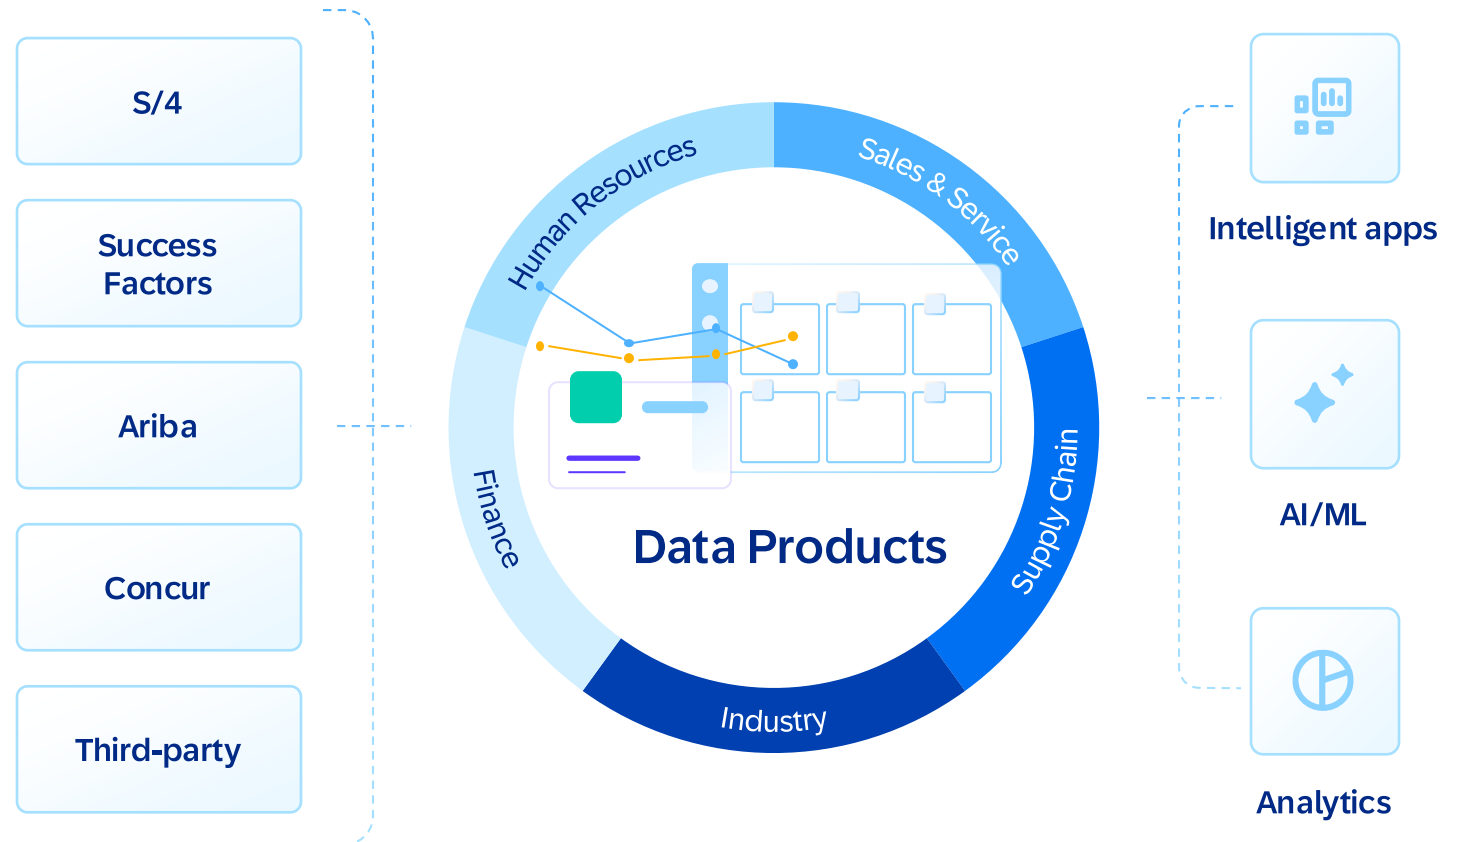 S/4
Success
Factors
Ariba
Concur
Third-party
Human Resources
Sales & Service
Finance
Supply Chain
Industry
Data Products
Intelligent apps
AI/ML
Analytics